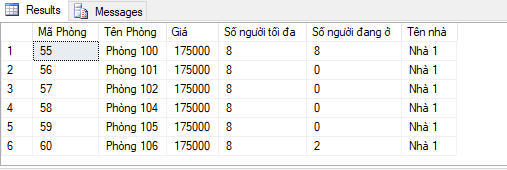 Results Messages
Mã Phòng Tên Phòng Giá Số người tối đa Số người đang ở Tên nhà
1 55 Phòng 100 175000 8 8 Nhà 1
2 56 Phòng 101 175000 8 0 Nhà 1
3 57 Phòng 102 175000 8 0 Nhà 1
4 58 Phòng 104 175000 8 0 Nhà 1
5 59 Phòng 105 175000 8 0 Nhà 1
6 60 Phòng 106 175000 8 2 Nhà 1